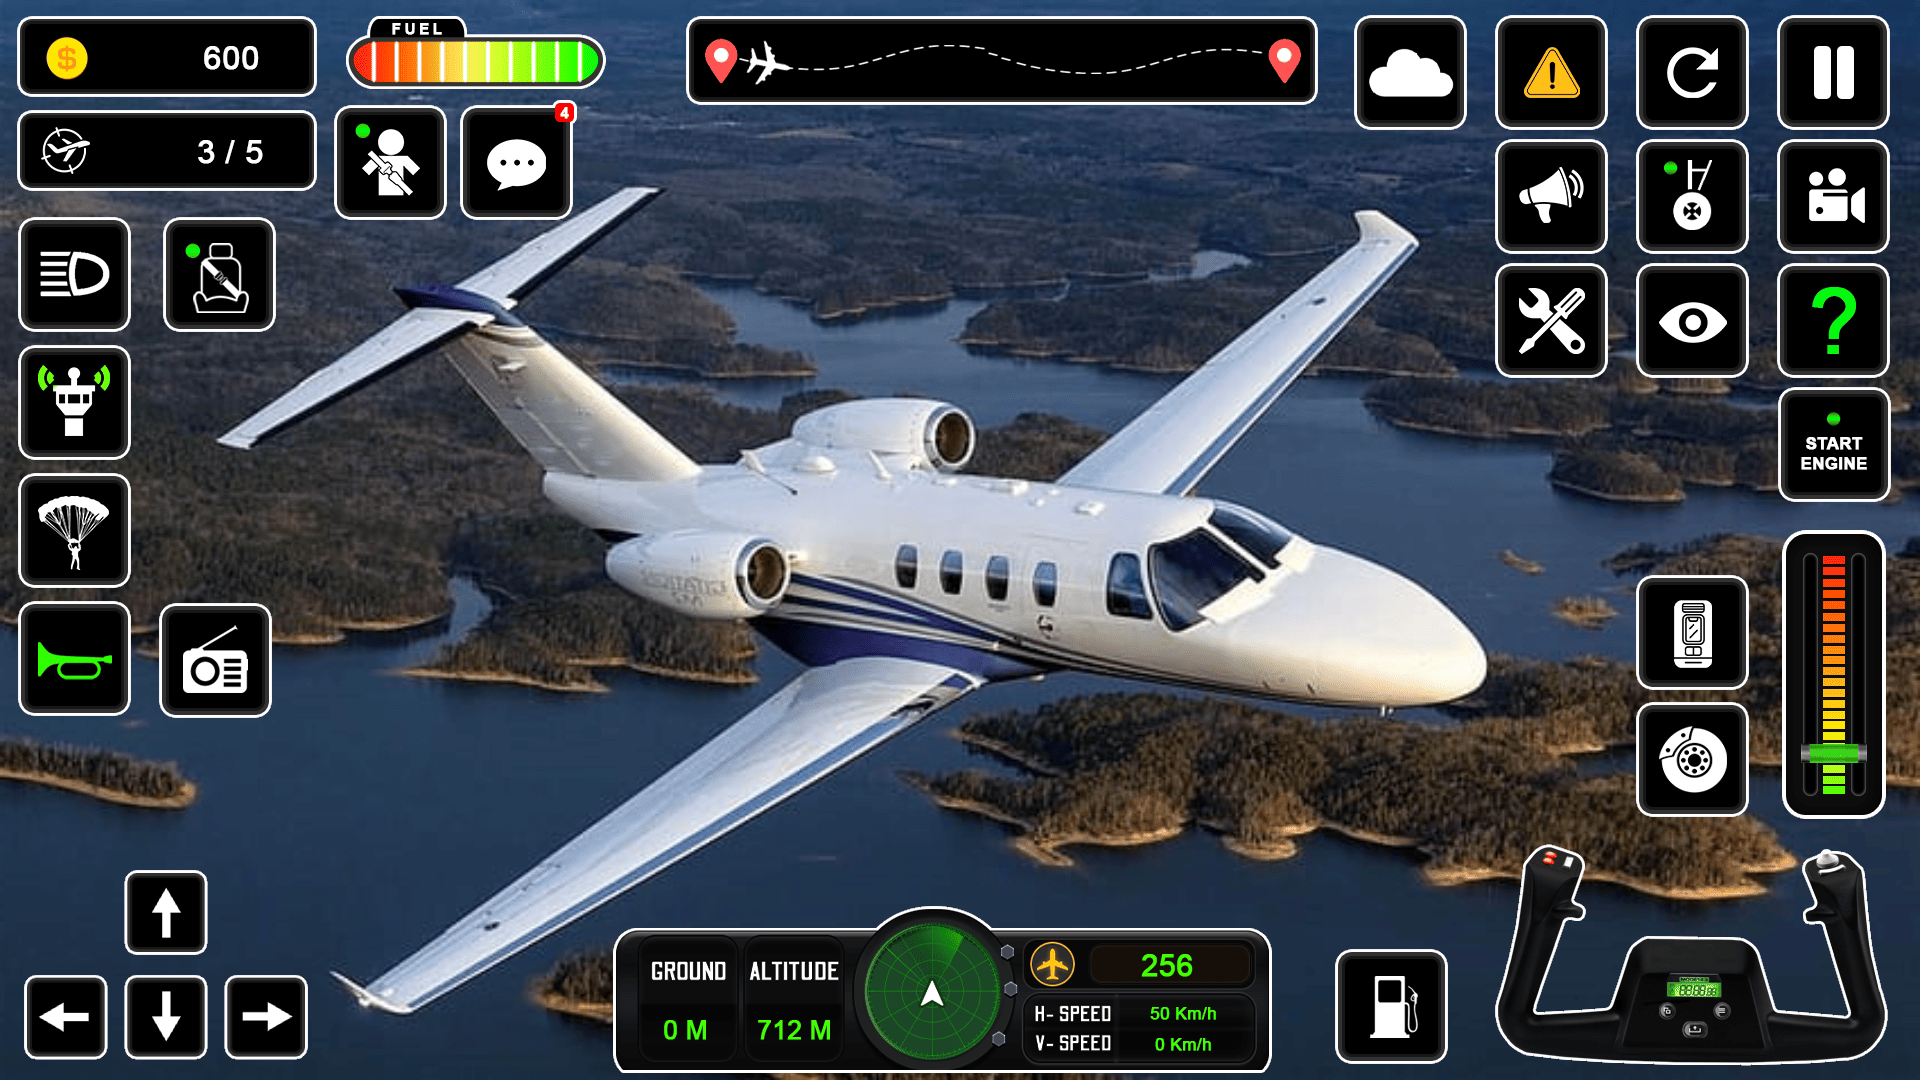 $
600
FUEL
3 / 5
4
?
START
ENGINE
GROUND
ALTITUDE
0 M
712 M
256
H- SPEED
50 Km/h
V- SPEED
0 Km/h